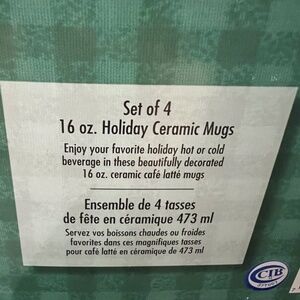 Set of 4
16 oz. Holiday Ceramic Mugs
Enjoy your favorite holiday hot or cold
beverage in these beautifully decorated
16 oz. ceramic café latté mugs
Ensemble de 4 tasses
de fête en céramique 473 ml
Servez vos boissons chaudes ou froides
favorites dans ces magnifiques tasses
pour café latté en céramique de 473 ml
CIB